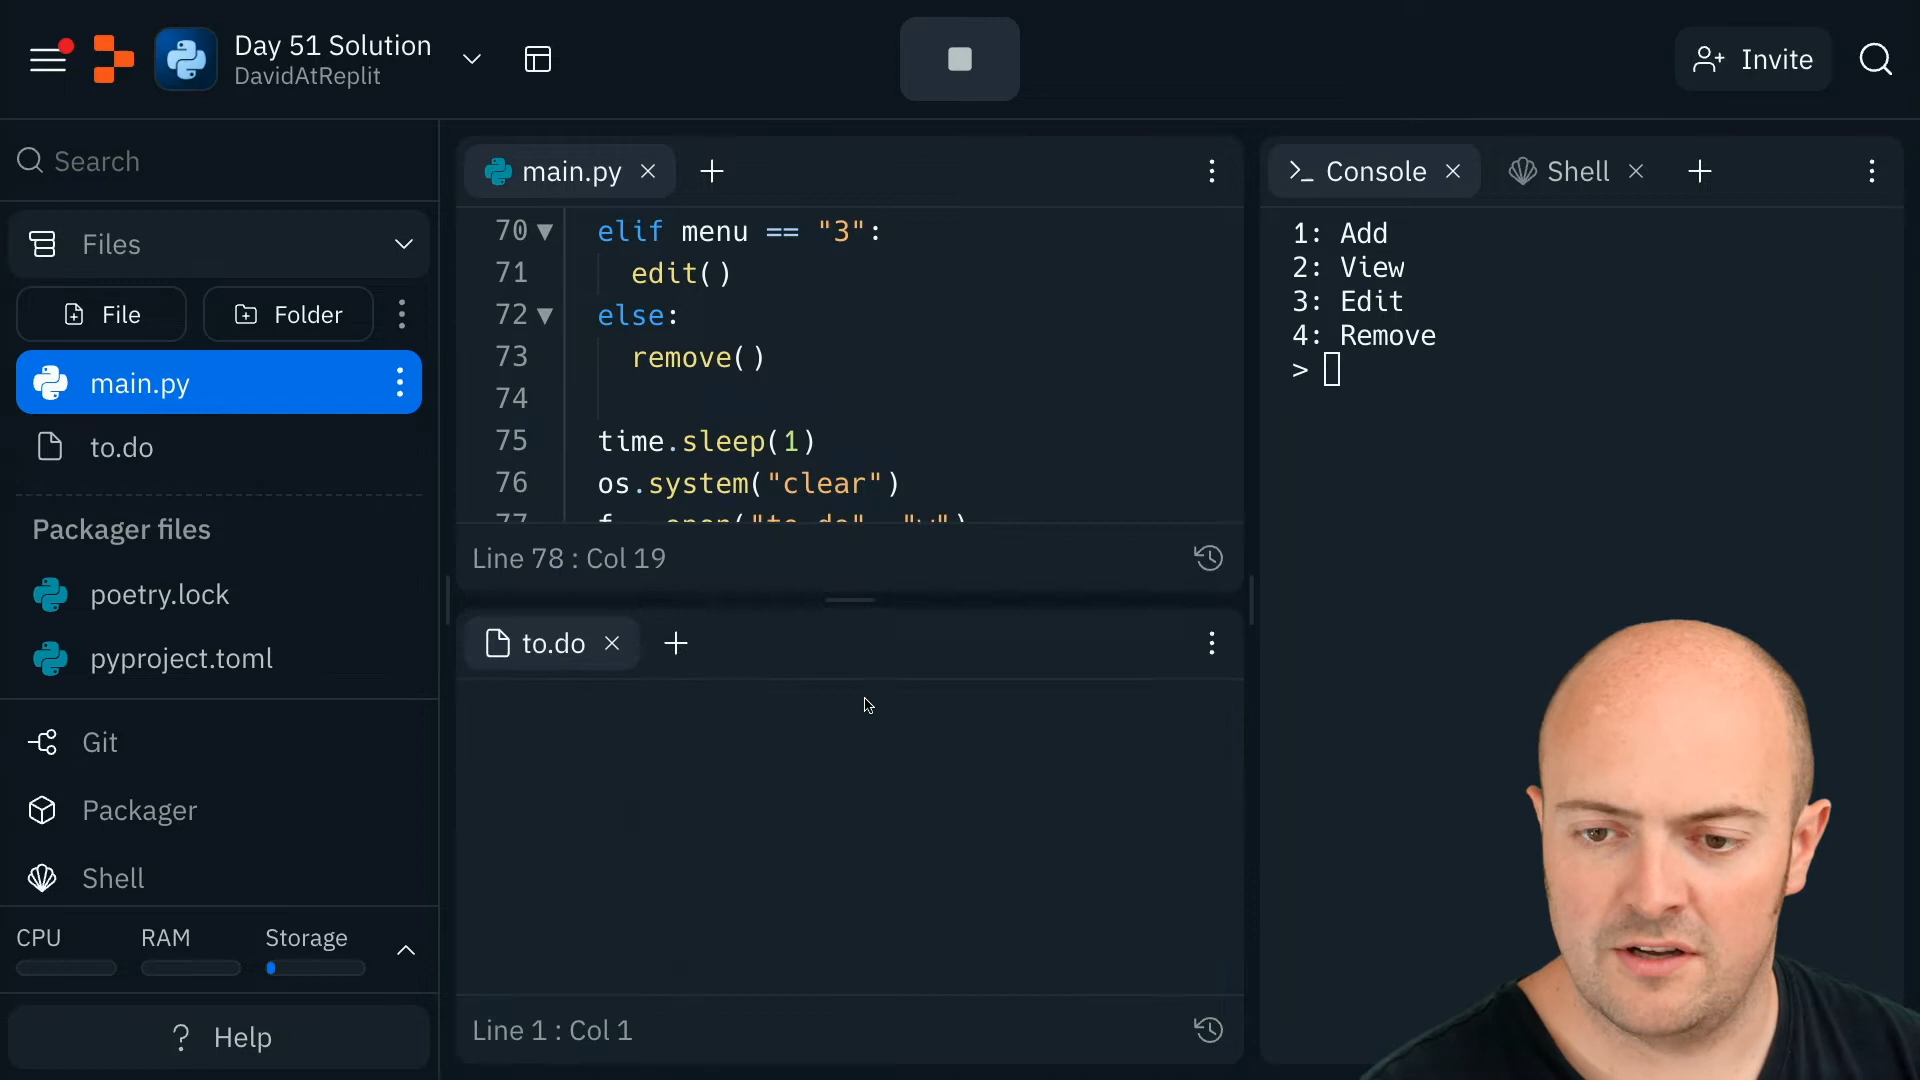 Day 51 Solution
DavidAtReplit
Invite
Search
Files
File
Folder
main.py
to.do
Packager files
poetry.lock
pyproject.toml
Git
Packager
Shell
CPU
RAM
Storage
? Help
main.py
70 elif menu == "3":
71 edit()
72 else:
73 remove()
74
75 time.sleep(1)
76 os.system("clear")
Line 78 : Col 19
to.do
Line 1 : Col 1
>_ Console
Shell
1: Add
2: View
3: Edit
4: Remove
>